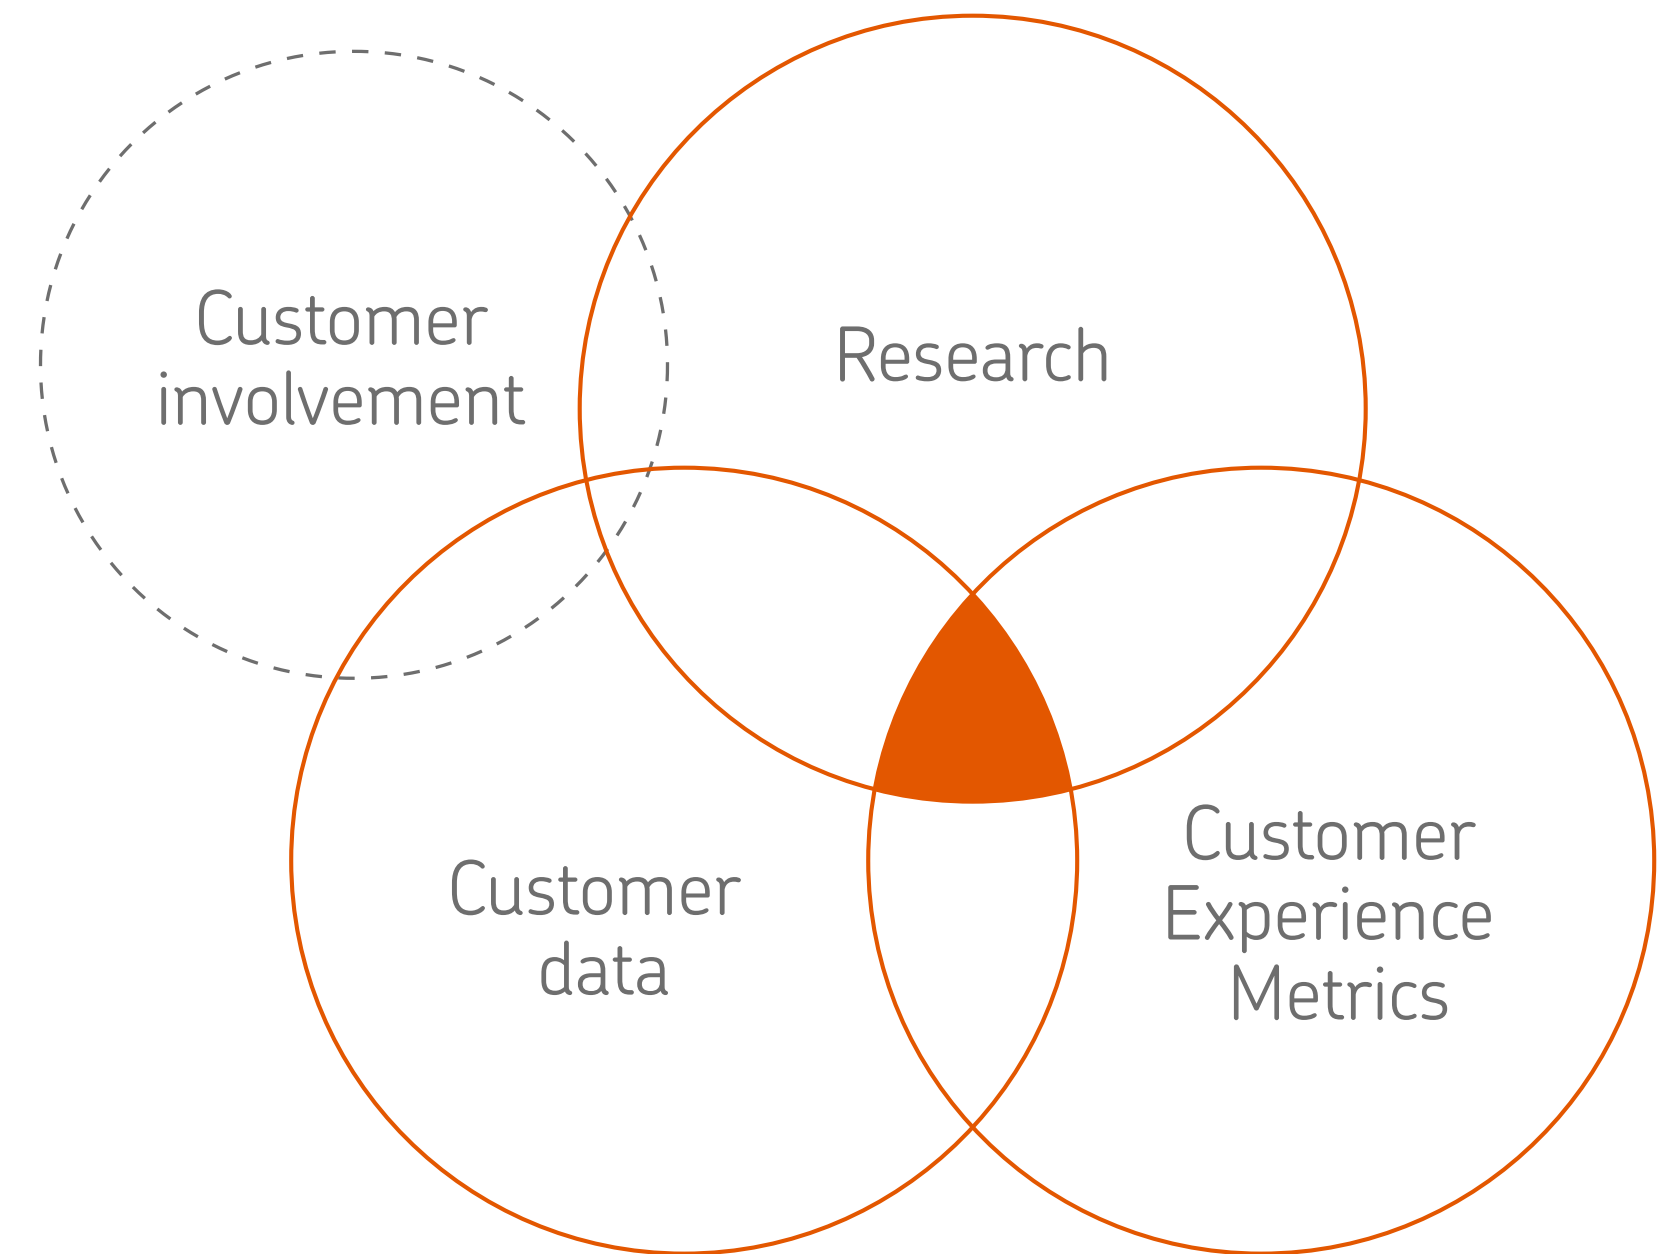 Customer
involvement
Research
Customer
data
Customer
Experience
Metrics